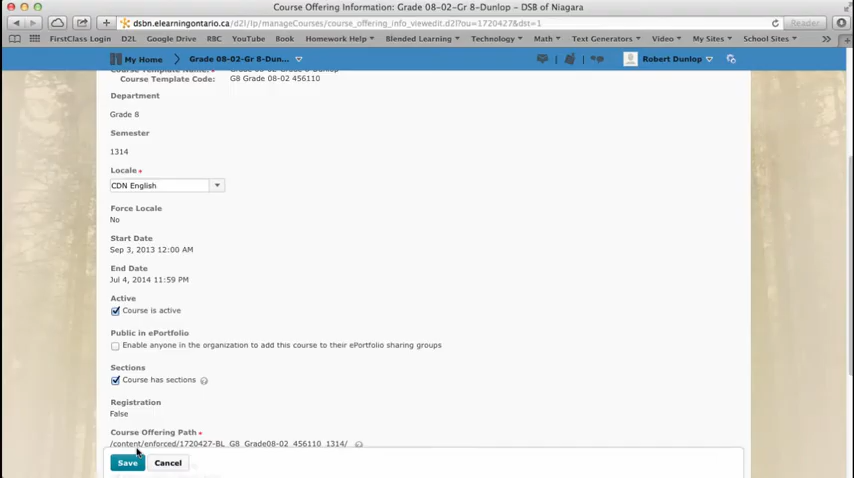 Course Offering Information: Grade 08-02-Gr 8-Dunlop – DSB of Niagara
dsbn.elearningontario.ca/d2l/lp/manageCourses/course_offering_info_viewedit.d2l?ou=1720427&dst=1
Reader
FirstClass Login D2L Google Drive RBC YouTube Book Homework Help Blended Learning Technology Math Text Generators Video My Sites School Sites
My Home Grade 08-02-Gr 8-Dun... Robert Dunlop
Course Template Code: G8 Grade 08-02 456110
Department
Grade 8
Semester
1314
Locale *
CDN English
Force Locale
No
Start Date
Sep 3, 2013 12:00 AM
End Date
Jul 4, 2014 11:59 PM
Active
Course is active
Public in ePortfolio
Enable anyone in the organization to add this course to their ePortfolio sharing groups
Sections
Course has sections
Registration
False
Course Offering Path *
/content/enforced/1720427-BL_G8_Grade08-02_456110_1314/
Save Cancel